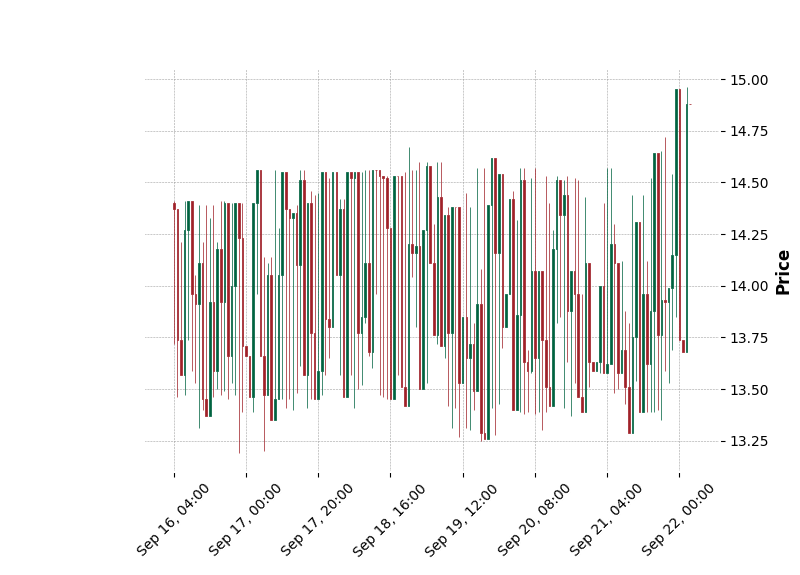 15.00
14.75
14.50
14.25
14.00
13.75
13.50
13.25
Price
Sep 16, 04:00
Sep 17, 00:00
Sep 17, 20:00
Sep 18, 16:00
Sep 19, 12:00
Sep 20, 08:00
Sep 21, 04:00
Sep 22, 00:00